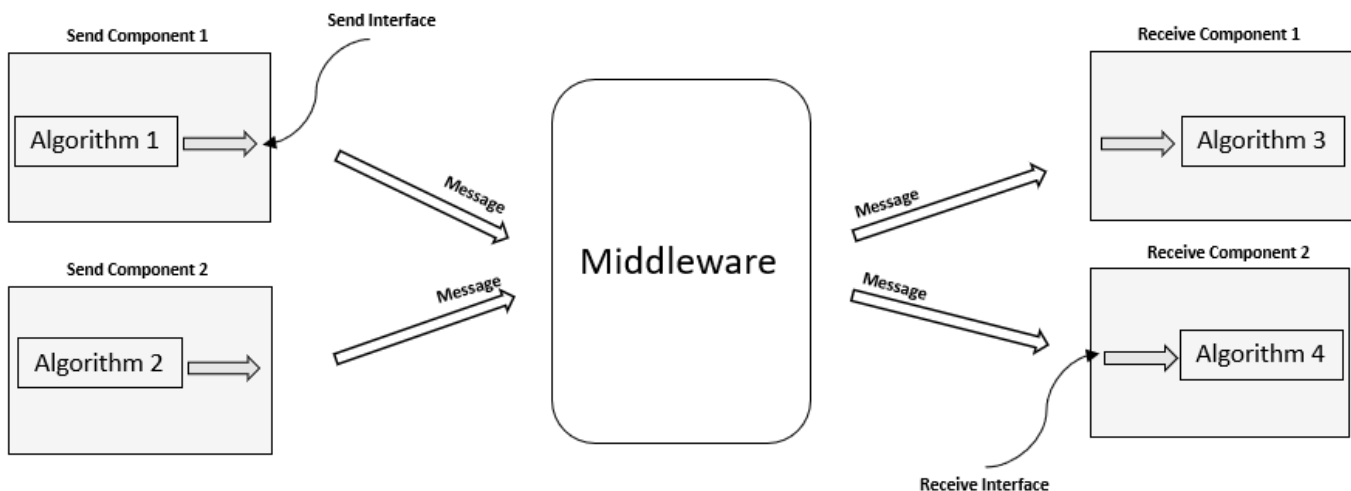 Send Interface
Send Component 1
Receive Component 1
Algorithm 1
Algorithm 3
Message
Message
Middleware
Send Component 2
Receive Component 2
Message
Message
Algorithm 2
Algorithm 4
Receive Interface